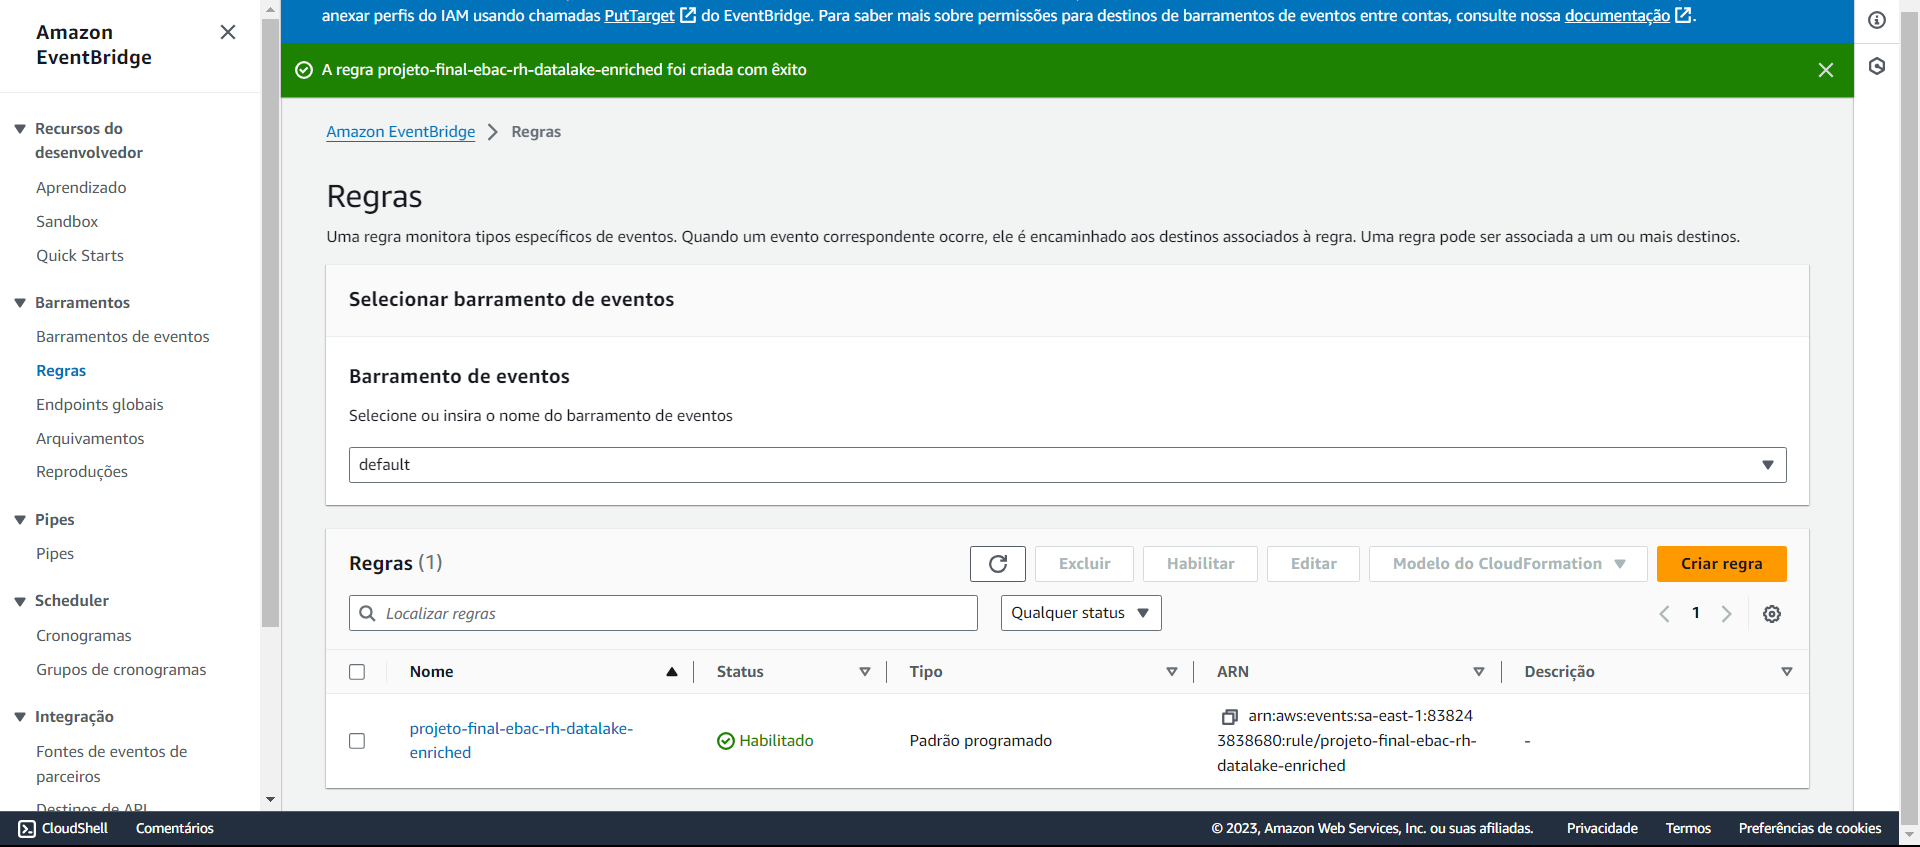 Amazon
EventBridge
Recursos do
desenvolvedor
Aprendizado
Sandbox
Quick Starts
Barramentos
Barramentos de eventos
Regras
Endpoints globais
Arquivamentos
Reproduções
Pipes
Pipes
Scheduler
Cronogramas
Grupos de cronogramas
Integração
Fontes de eventos de
parceiros
Destinos de API
anexar perfis do IAM usando chamadas PutTarget do EventBridge. Para saber mais sobre permissões para destinos de barramentos de eventos entre contas, consulte nossa documentação.
A regra projeto-final-ebac-rh-datalake-enriched foi criada com êxito
Amazon EventBridge > Regras
Regras
Uma regra monitora tipos específicos de eventos. Quando um evento correspondente ocorre, ele é encaminhado aos destinos associados à regra. Uma regra pode ser associada a um ou mais destinos.
Selecionar barramento de eventos
Barramento de eventos
Selecione ou insira o nome do barramento de eventos
default
Regras (1) Excluir Habilitar Editar Modelo do CloudFormation Criar regra
Localizar regras Qualquer status 1
Nome Status Tipo ARN Descrição
projeto-final-ebac-rh-datalake-
enriched
Habilitado
Padrão programado
arn:aws:events:sa-east-1:83824
3838680:rule/projeto-final-ebac-rh-
datalake-enriched
-
CloudShell Comentários © 2023, Amazon Web Services, Inc. ou suas afiliadas. Privacidade Termos Preferências de cookies